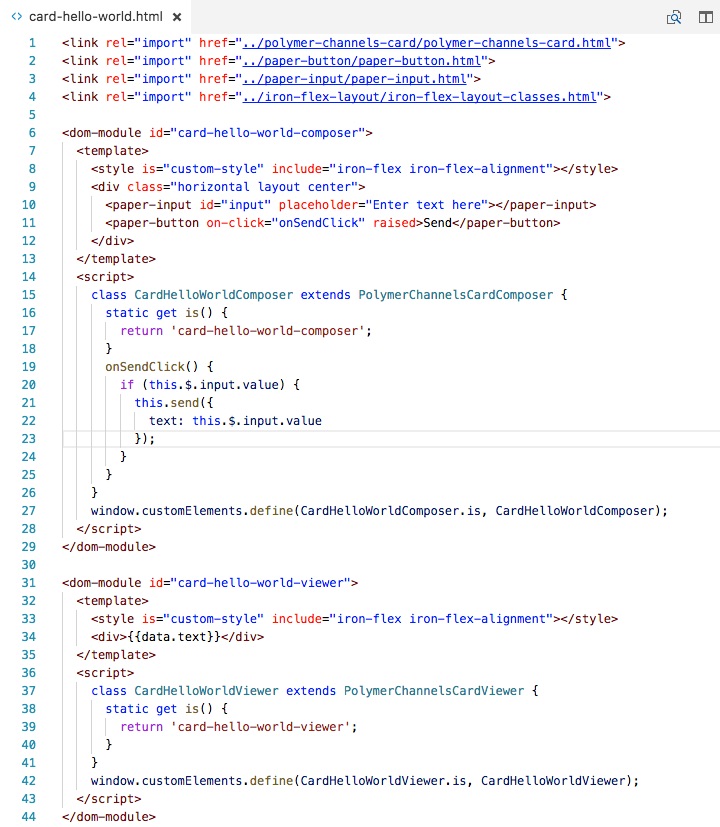 <> card-hello-world.html ×
1 <link rel="import" href="../polymer-channels-card/polymer-channels-card.html">
2 <link rel="import" href="../paper-button/paper-button.html">
3 <link rel="import" href="../paper-input/paper-input.html">
4 <link rel="import" href="../iron-flex-layout/iron-flex-layout-classes.html">
5
6 <dom-module id="card-hello-world-composer">
7   <template>
8     <style is="custom-style" include="iron-flex iron-flex-alignment"></style>
9     <div class="horizontal layout center">
10       <paper-input id="input" placeholder="Enter text here"></paper-input>
11       <paper-button on-click="onSendClick" raised>Send</paper-button>
12     </div>
13   </template>
14   <script>
15     class CardHelloWorldComposer extends PolymerChannelsCardComposer {
16       static get is() {
17         return 'card-hello-world-composer';
18       }
19       onSendClick() {
20         if (this.$.input.value) {
21           this.send({
22             text: this.$.input.value
23           });
24         }
25       }
26     }
27     window.customElements.define(CardHelloWorldComposer.is, CardHelloWorldComposer);
28   </script>
29 </dom-module>
30
31 <dom-module id="card-hello-world-viewer">
32   <template>
33     <style is="custom-style" include="iron-flex iron-flex-alignment"></style>
34     <div>{{data.text}}</div>
35   </template>
36   <script>
37     class CardHelloWorldViewer extends PolymerChannelsCardViewer {
38       static get is() {
39         return 'card-hello-world-viewer';
40       }
41     }
42     window.customElements.define(CardHelloWorldViewer.is, CardHelloWorldViewer);
43   </script>
44 </dom-module>